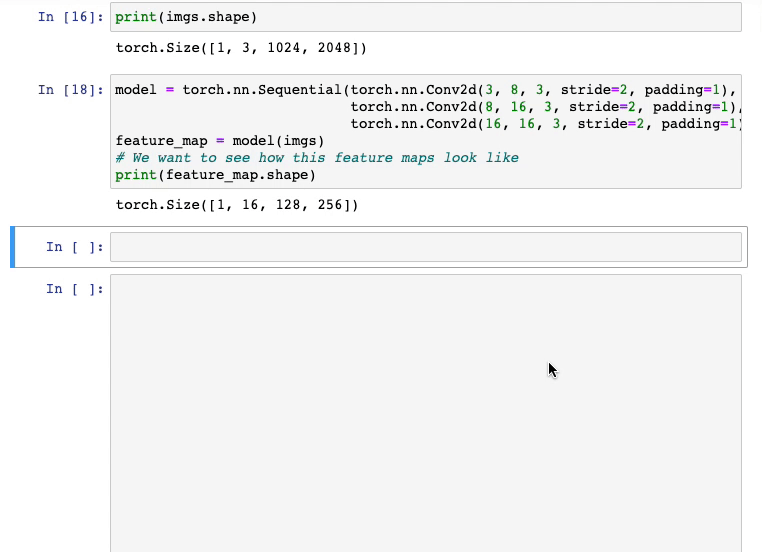 In [16]: print(imgs.shape)
torch.Size([1, 3, 1024, 2048])
In [18]: model = torch.nn.Sequential(torch.nn.Conv2d(3, 8, 3, stride=2, padding=1),
torch.nn.Conv2d(8, 16, 3, stride=2, padding=1),
torch.nn.Conv2d(16, 16, 3, stride=2, padding=1)
feature_map = model(imgs)
# We want to see how this feature maps look like
print(feature_map.shape)
torch.Size([1, 16, 128, 256])
In [ ]:
In [ ]: